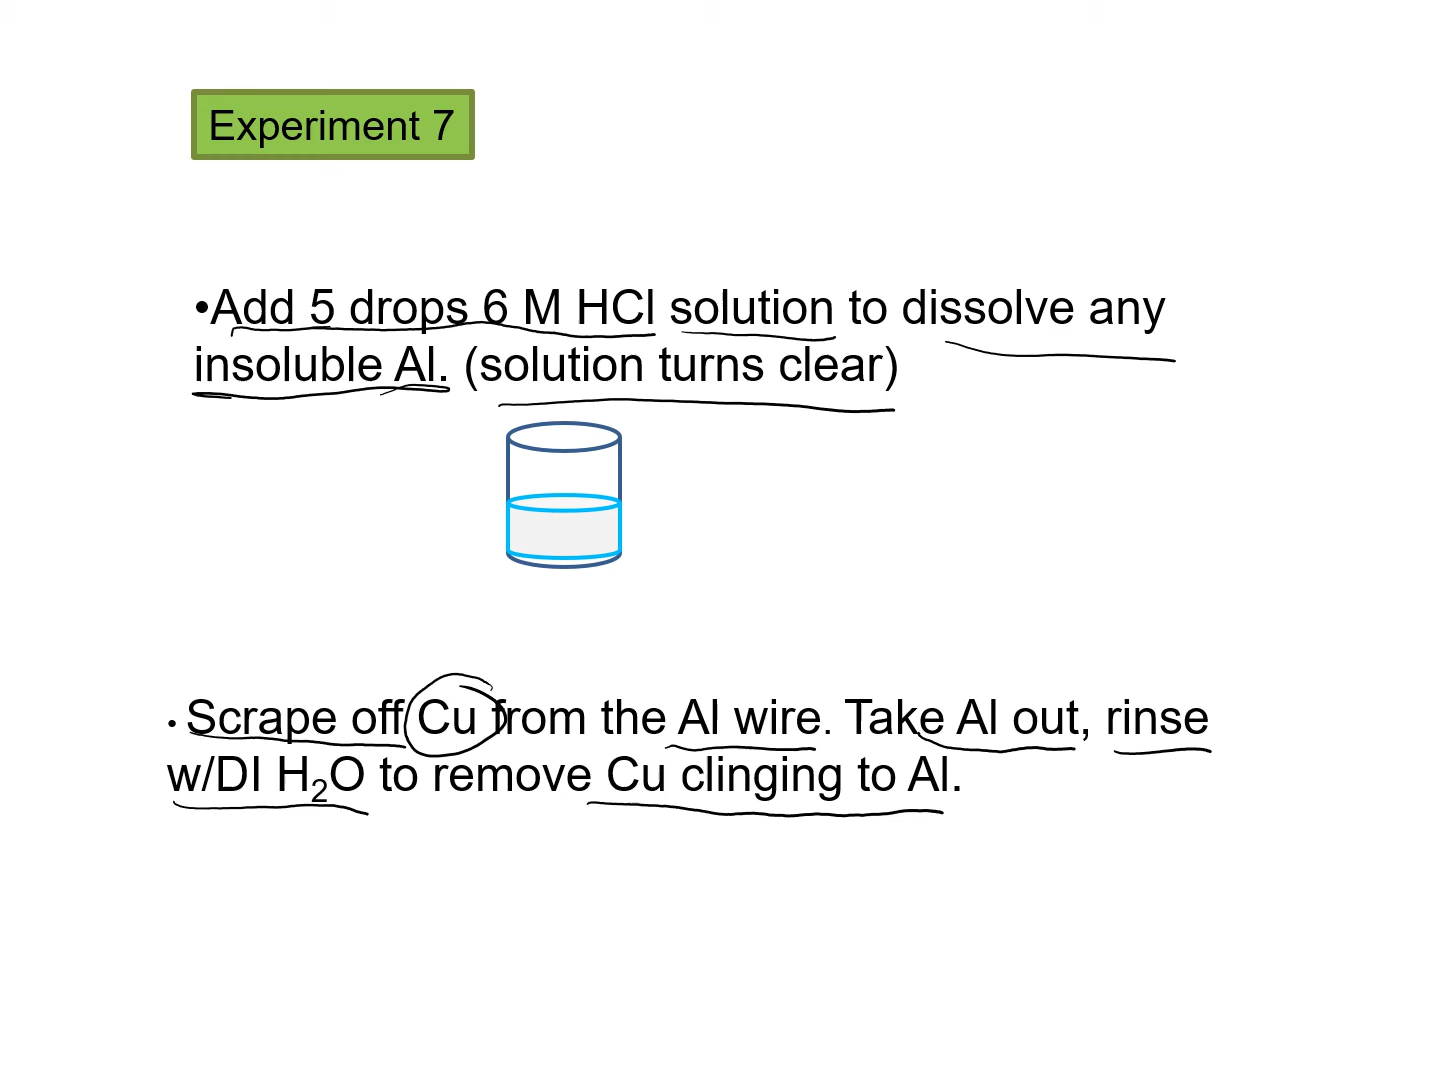 Experiment 7
•Add 5 drops 6 M HCl solution to dissolve any
insoluble Al. (solution turns clear)
• Scrape off Cu from the Al wire. Take Al out, rinse
w/DI H₂O to remove Cu clinging to Al.